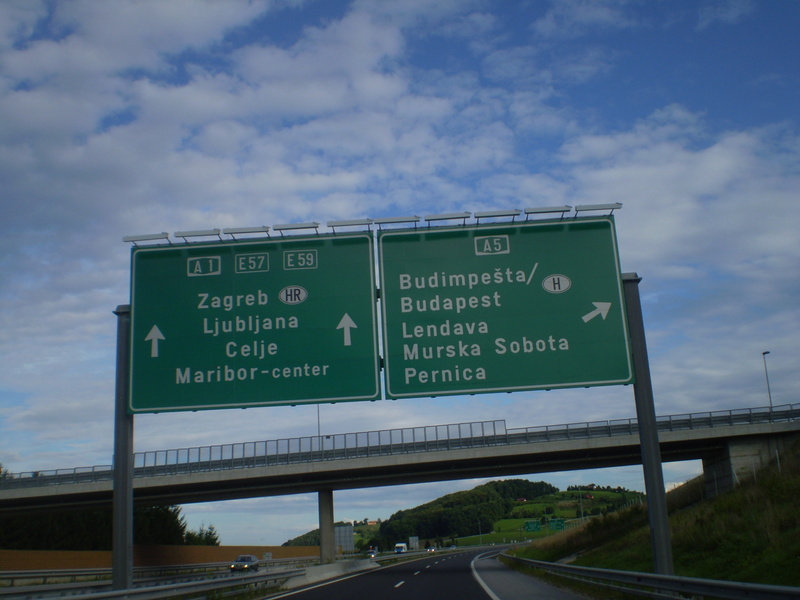 A1 E57 E59
Zagreb HR
Ljubljana
Celje
Maribor-center
A5
Budimpešta/
Budapest H
Lendava
Murska Sobota
Pernica